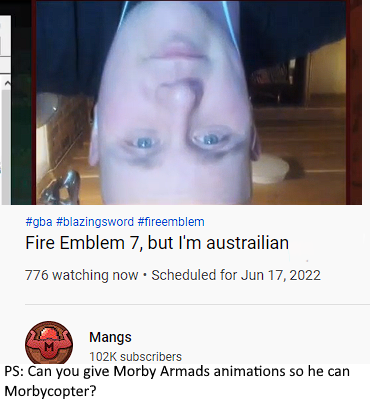 #gba #blazingsword #fireemblem
Fire Emblem 7, but I'm austrailian
776 watching now • Scheduled for Jun 17, 2022
M
Mangs
102K subscribers
PS: Can you give Morby Armads animations so he can
Morbycopter?